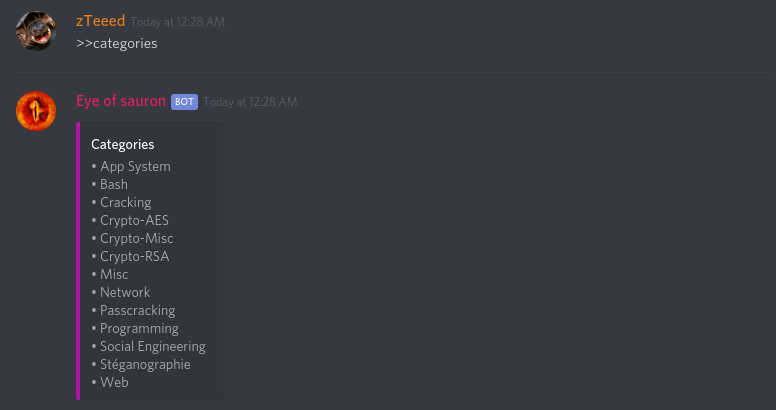 zTeeed Today at 12:28 AM
>>categories
Eye of sauron BOT Today at 12:28 AM
Categories
• App System
• Bash
• Cracking
• Crypto-AES
• Crypto-Misc
• Crypto-RSA
• Misc
• Network
• Passcracking
• Programming
• Social Engineering
• Stéganographie
• Web